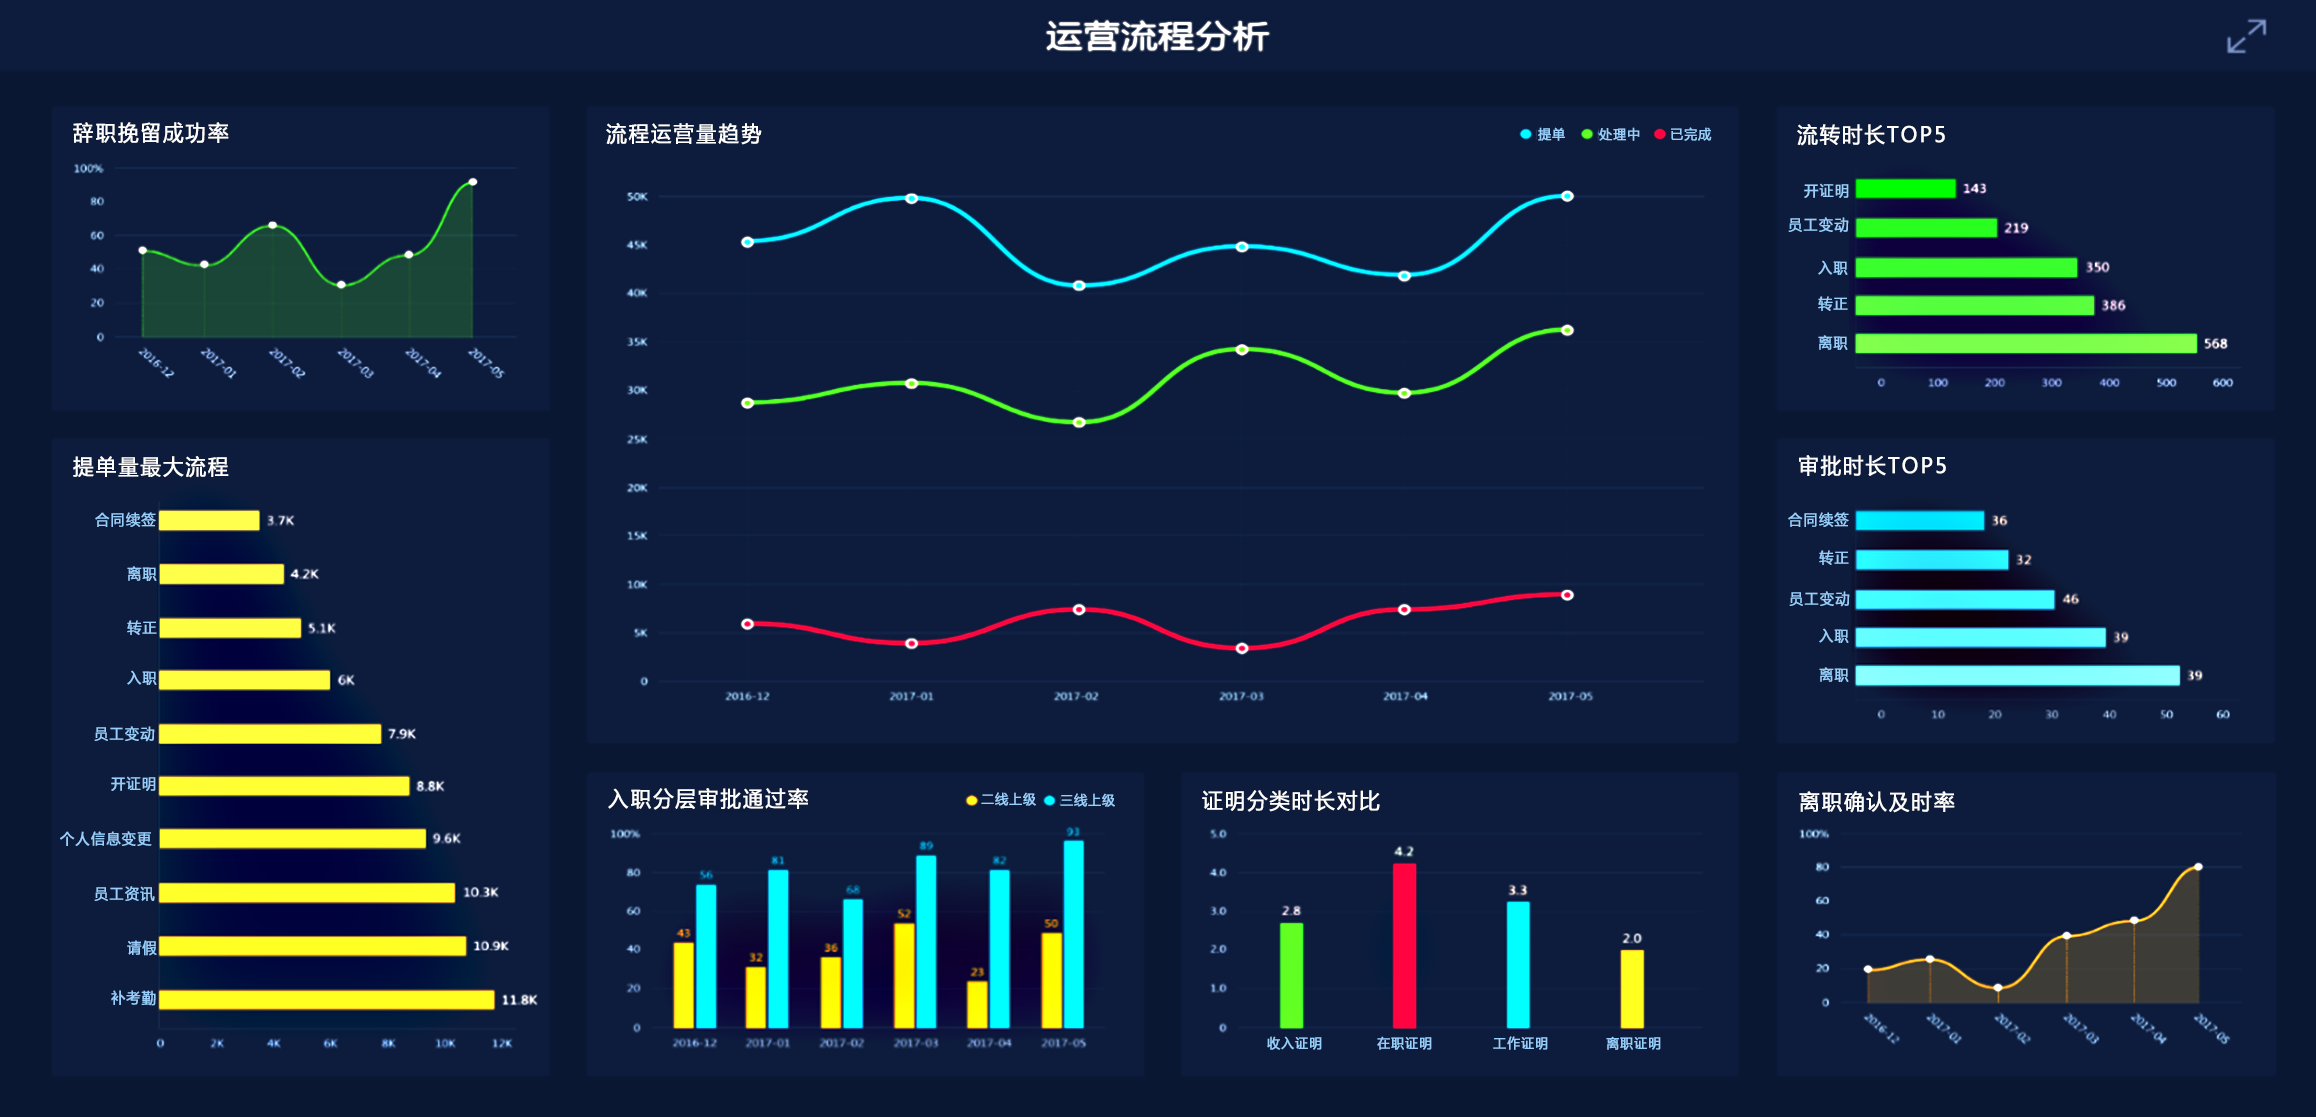 运营流程分析
辞职挽留成功率
100%
80
60
40
20
0
2016-12
2017-01
2017-02
2017-03
2017-04
2017-05
提单量最大流程
合同续签 3.7K
离职 4.2K
转正 5.1K
入职 6K
员工变动 7.9K
开证明 8.8K
个人信息变更 9.6K
员工资讯 10.3K
请假 10.9K
补考勤 11.8K
0 2K 4K 6K 8K 10K 12K
流程运营量趋势
提单 处理中 已完成
50K
45K
40K
35K
30K
25K
20K
15K
10K
5K
0
2016-12 2017-01 2017-02 2017-03 2017-04 2017-05
入职分层审批通过率
二线上级 三线上级
100%
80
60
40
20
0
43 56
32 81
36 68
52 89
23 82
50 93
2016-12 2017-01 2017-02 2017-03 2017-04 2017-05
证明分类时长对比
5.0
4.0
3.0
2.0
1.0
0
2.8 4.2 3.3 2.0
收入证明 在职证明 工作证明 离职证明
流转时长TOP5
开证明 143
员工变动 219
入职 350
转正 386
离职 568
0 100 200 300 400 500 600
审批时长TOP5
合同续签 36
转正 32
员工变动 46
入职 39
离职 39
0 10 20 30 40 50 60
离职确认及时率
100%
80
60
40
20
0
2016-12
2017-01
2017-02
2017-03
2017-04
2017-05